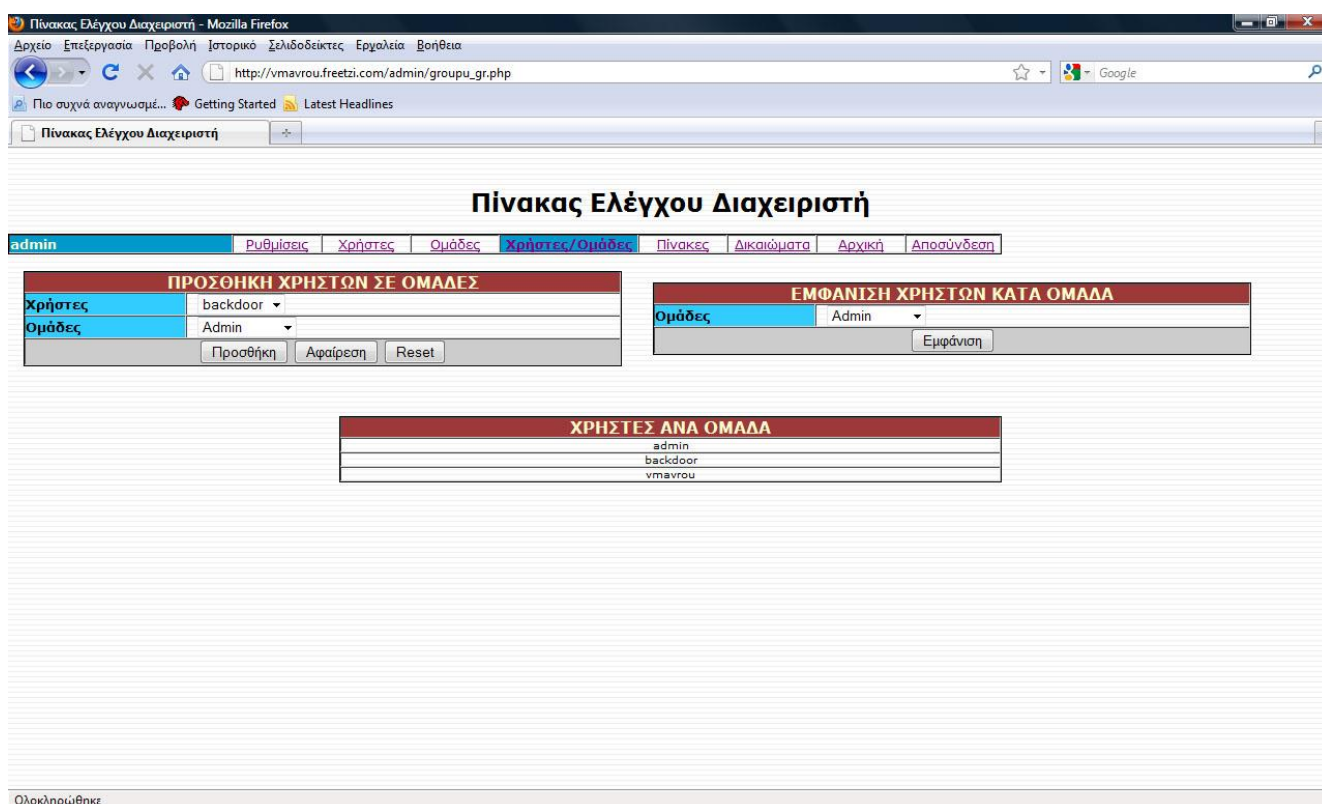 Πίνακας Ελέγχου Διαχειριστή - Mozilla Firefox
Αρχείο Επεξεργασία Προβολή Ιστορικό Σελιδοδείκτες Εργαλεία Βοήθεια
http://vmavrou.freetzi.com/admin/groupu_gr.php Google
Πιο συχνά αναγνωσμέ... Getting Started Latest Headlines
Πίνακας Ελέγχου Διαχειριστή
Πίνακας Ελέγχου Διαχειριστή
admin Ρυθμίσεις Χρήστες Ομάδες Χρήστες/Ομάδες Πίνακες Δικαιώματα Αρχική Αποσύνδεση
ΠΡΟΣΘΗΚΗ ΧΡΗΣΤΩΝ ΣΕ ΟΜΑΔΕΣ
Χρήστες backdoor
Ομάδες Admin
Προσθήκη Αφαίρεση Reset
ΕΜΦΑΝΙΣΗ ΧΡΗΣΤΩΝ ΚΑΤΑ ΟΜΑΔΑ
Ομάδες Admin
Εμφάνιση
ΧΡΗΣΤΕΣ ΑΝΑ ΟΜΑΔΑ
admin
backdoor
vmavrou
Ολοκληρώθηκε